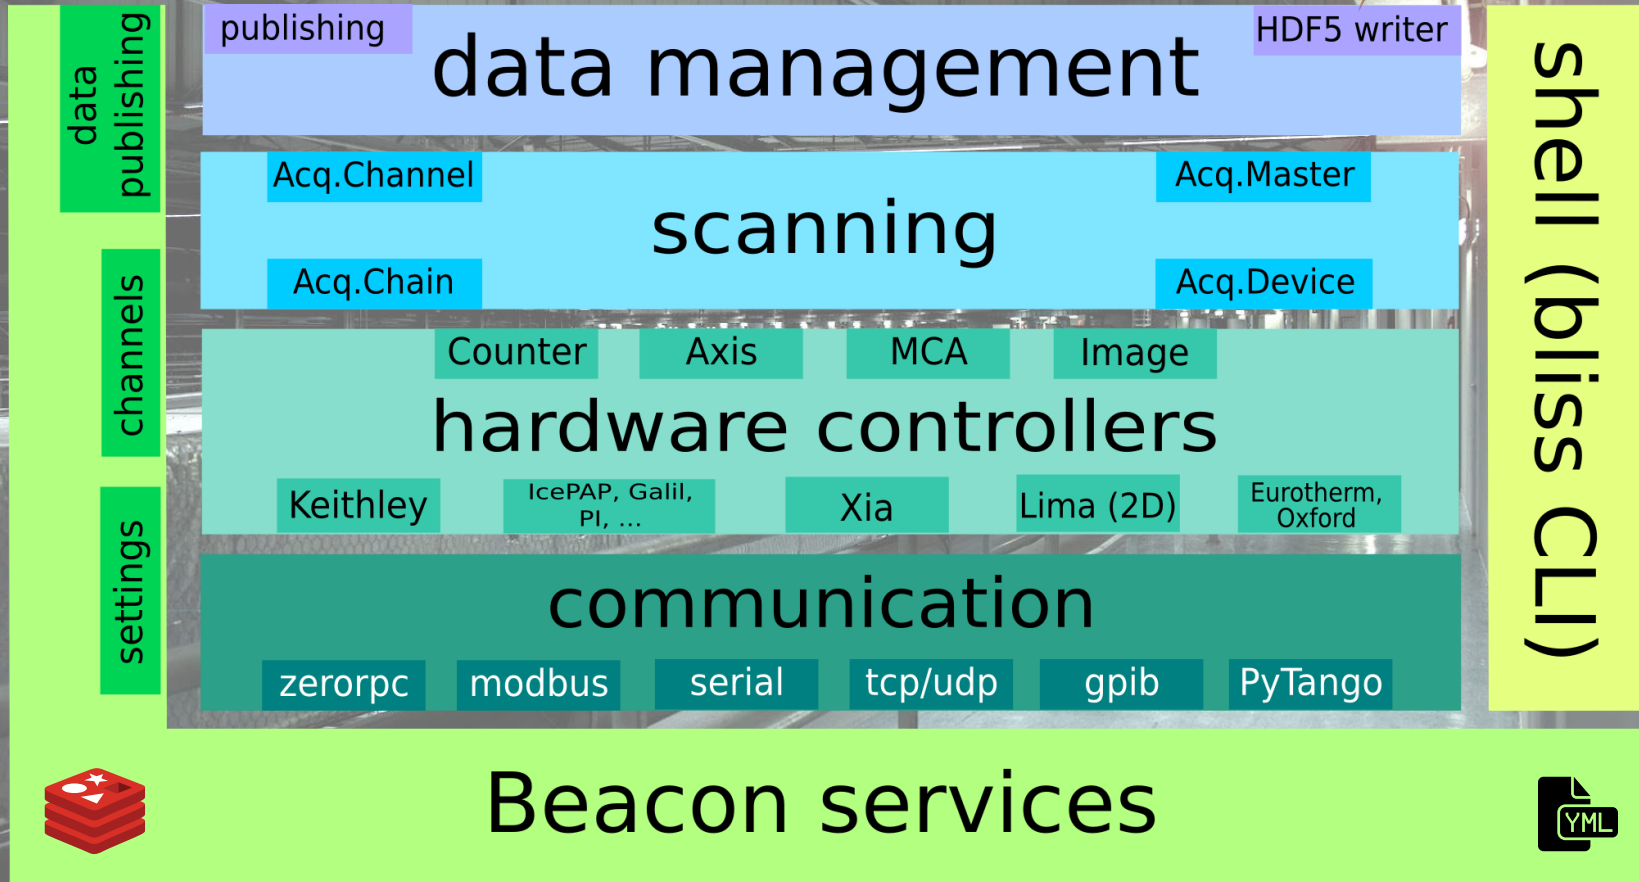 publishing
HDF5 writer
data management
data
publishing
Acq.Channel
Acq.Master
scanning
Acq.Chain
Acq.Device
channels
Counter
Axis
MCA
Image
hardware controllers
Keithley
IcePAP, Galil,
PI, ...
Xia
Lima (2D)
Eurotherm,
Oxford
settings
communication
zerorpc
modbus
serial
tcp/udp
gpib
PyTango
shell (bliss CLI)
Beacon services
YML